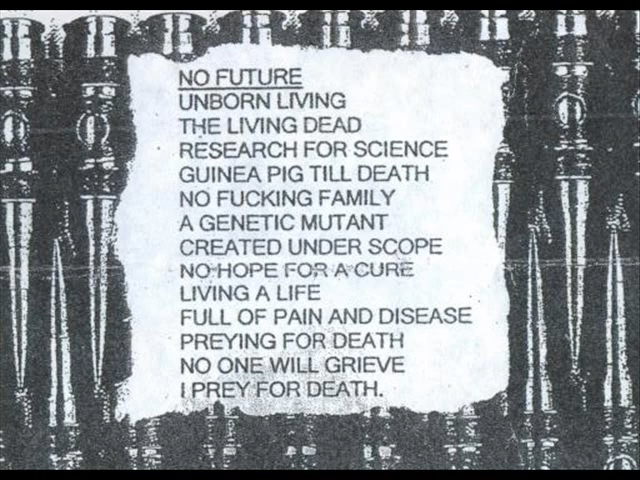 NO FUTURE
UNBORN LIVING
THE LIVING DEAD
RESEARCH FOR SCIENCE
GUINEA PIG TILL DEATH
NO FUCKING FAMILY
A GENETIC MUTANT
CREATED UNDER SCOPE
NO HOPE FOR A CURE
LIVING A LIFE
FULL OF PAIN AND DISEASE
PREYING FOR DEATH
NO ONE WILL GRIEVE
I PREY FOR DEATH.